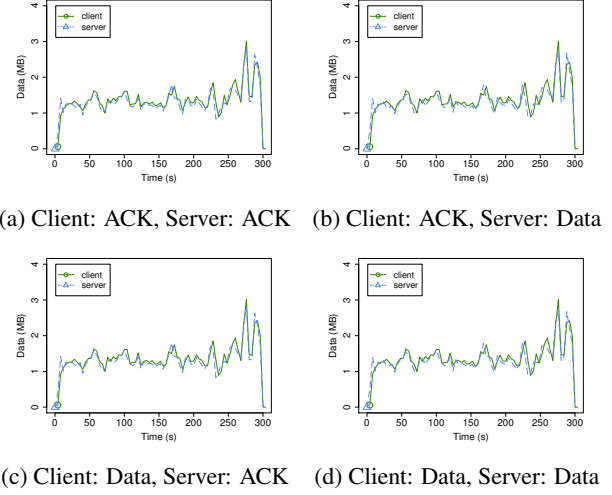 client
server
Data (MB)
0 1 2 3 4
0 50 100 150 200 250 300
Time (s)
client
server
Data (MB)
0 1 2 3 4
0 50 100 150 200 250 300
Time (s)
(a) Client: ACK, Server: ACK
(b) Client: ACK, Server: Data
client
server
Data (MB)
0 1 2 3 4
0 50 100 150 200 250 300
Time (s)
client
server
Data (MB)
0 1 2 3 4
0 50 100 150 200 250 300
Time (s)
(c) Client: Data, Server: ACK
(d) Client: Data, Server: Data